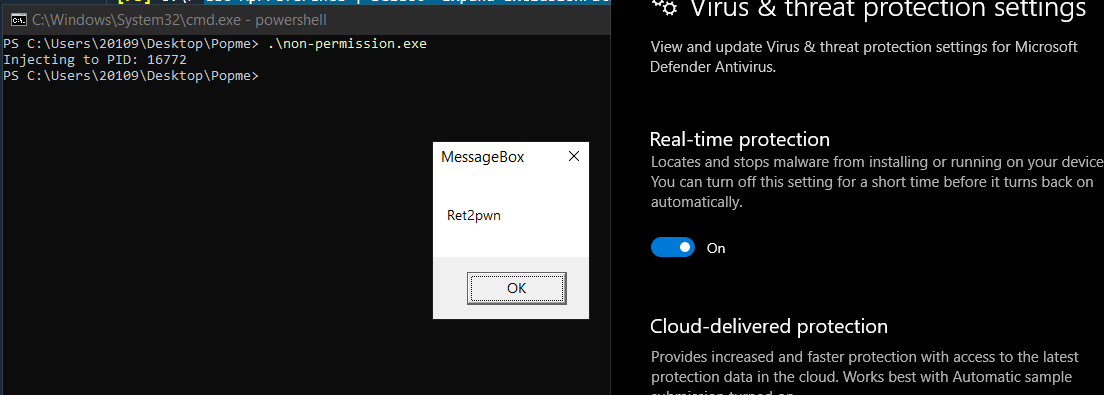 C:\Windows\System32\cmd.exe - powershell
PS C:\Users\20109\Desktop\Popme> .\non-permission.exe
Injecting to PID: 16772
PS C:\Users\20109\Desktop\Popme>
MessageBox
Ret2pwn
OK
Virus & threat protection settings
View and update Virus & threat protection settings for Microsoft
Defender Antivirus.
Real-time protection
Locates and stops malware from installing or running on your device
You can turn off this setting for a short time before it turns back on
automatically.
On
Cloud-delivered protection
Provides increased and faster protection with access to the latest
protection data in the cloud. Works best with Automatic sample
submission turned on